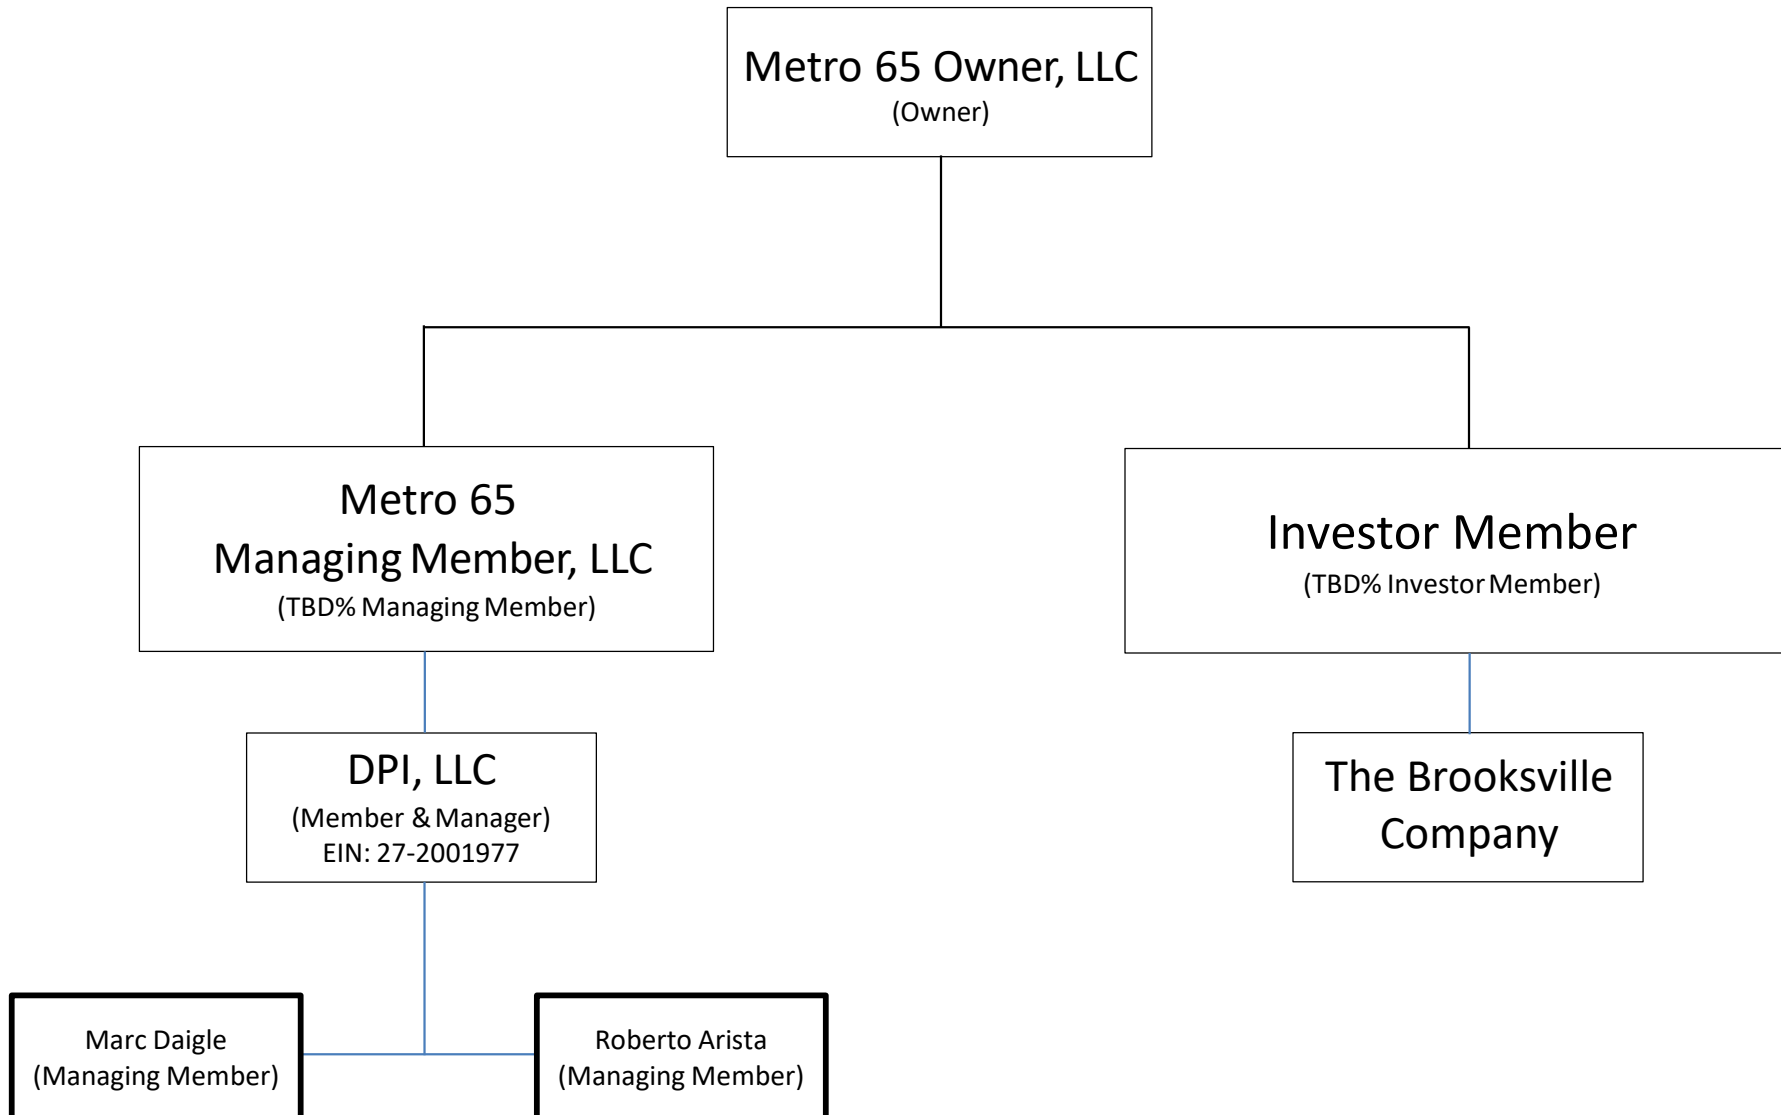 Metro 65 Owner, LLC
(Owner)
Metro 65
Managing Member, LLC
(TBD% Managing Member)
Investor Member
(TBD% Investor Member)
DPI, LLC
(Member & Manager)
EIN: 27-2001977
The Brooksville
Company
Marc Daigle
(Managing Member)
Roberto Arista
(Managing Member)